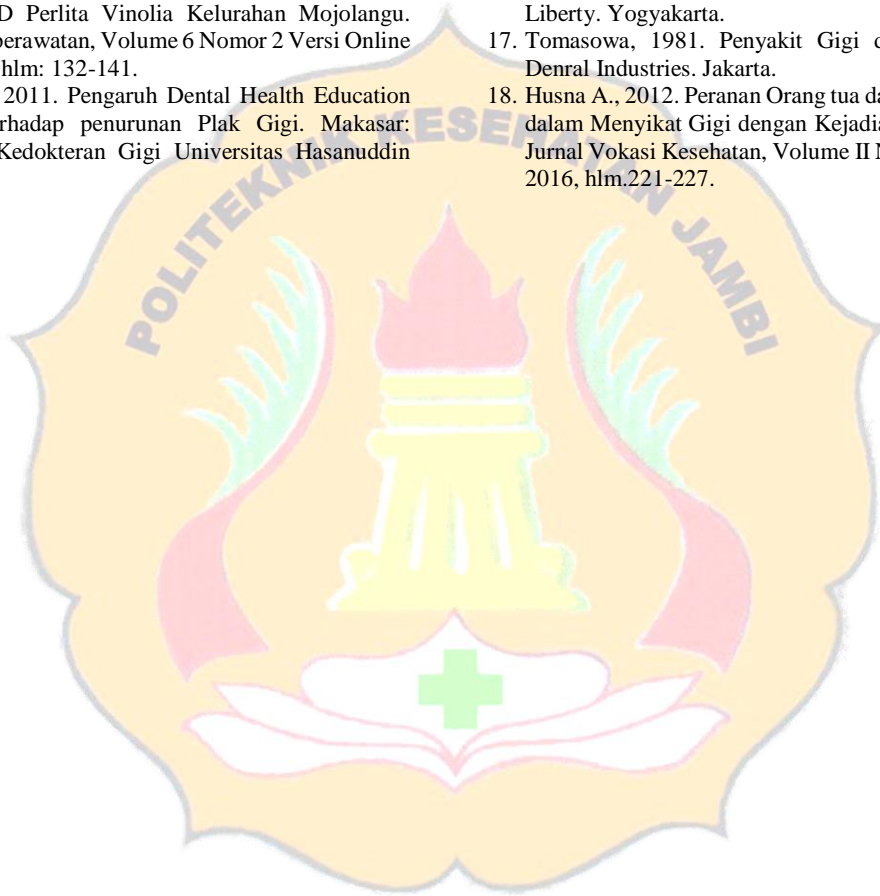 D Perlita Vinolia Kelurahan Mojolangu.
perawatan, Volume 6 Nomor 2 Versi Online
hlm: 132-141.
2011. Pengaruh Dental Health Education
rhadap penurunan Plak Gigi. Makasar:
Kedokteran Gigi Universitas Hasanuddin
Liberty. Yogyakarta.
17. Tomasowa, 1981. Penyakit Gigi d
Denral Industries. Jakarta.
18. Husna A., 2012. Peranan Orang tua da
dalam Menyikat Gigi dengan Kejadia
Jurnal Vokasi Kesehatan, Volume II N
2016, hlm.221-227.
POLITEKNIK KESEHATAN JAMBI